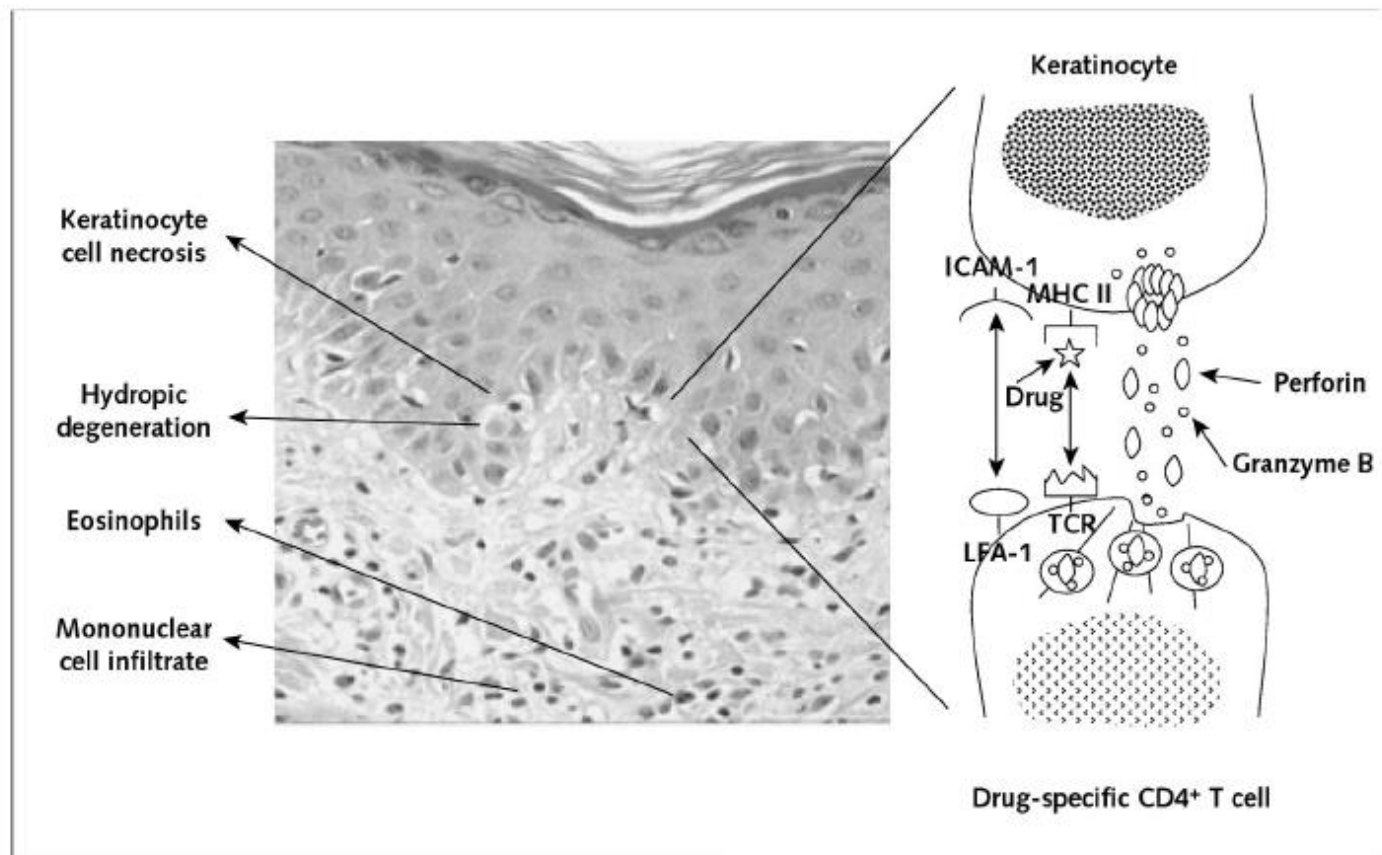 Keratinocyte
cell necrosis
Hydropic
degeneration
Eosinophils
Mononuclear
cell infiltrate
Keratinocyte
ICAM-1
MHC II
Drug
Perforin
Granzyme B
TCR
LFA-1
Drug-specific CD4⁺ T cell